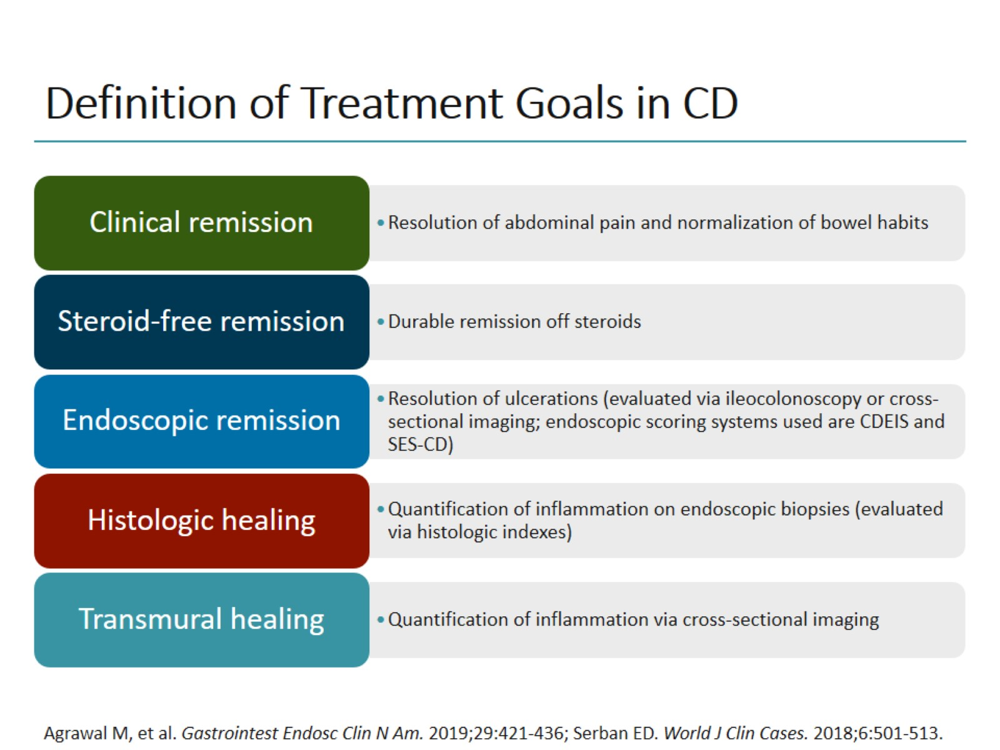 Definition of Treatment Goals in CD
Clinical remission
• Resolution of abdominal pain and normalization of bowel habits
Steroid-free remission
• Durable remission off steroids
Endoscopic remission
• Resolution of ulcerations (evaluated via ileocolonoscopy or cross-
sectional imaging; endoscopic scoring systems used are CDEIS and
SES-CD)
Histologic healing
• Quantification of inflammation on endoscopic biopsies (evaluated
via histologic indexes)
Transmural healing
• Quantification of inflammation via cross-sectional imaging
Agrawal M, et al. Gastrointest Endosc Clin N Am. 2019;29:421-436; Serban ED. World J Clin Cases. 2018;6:501-513.